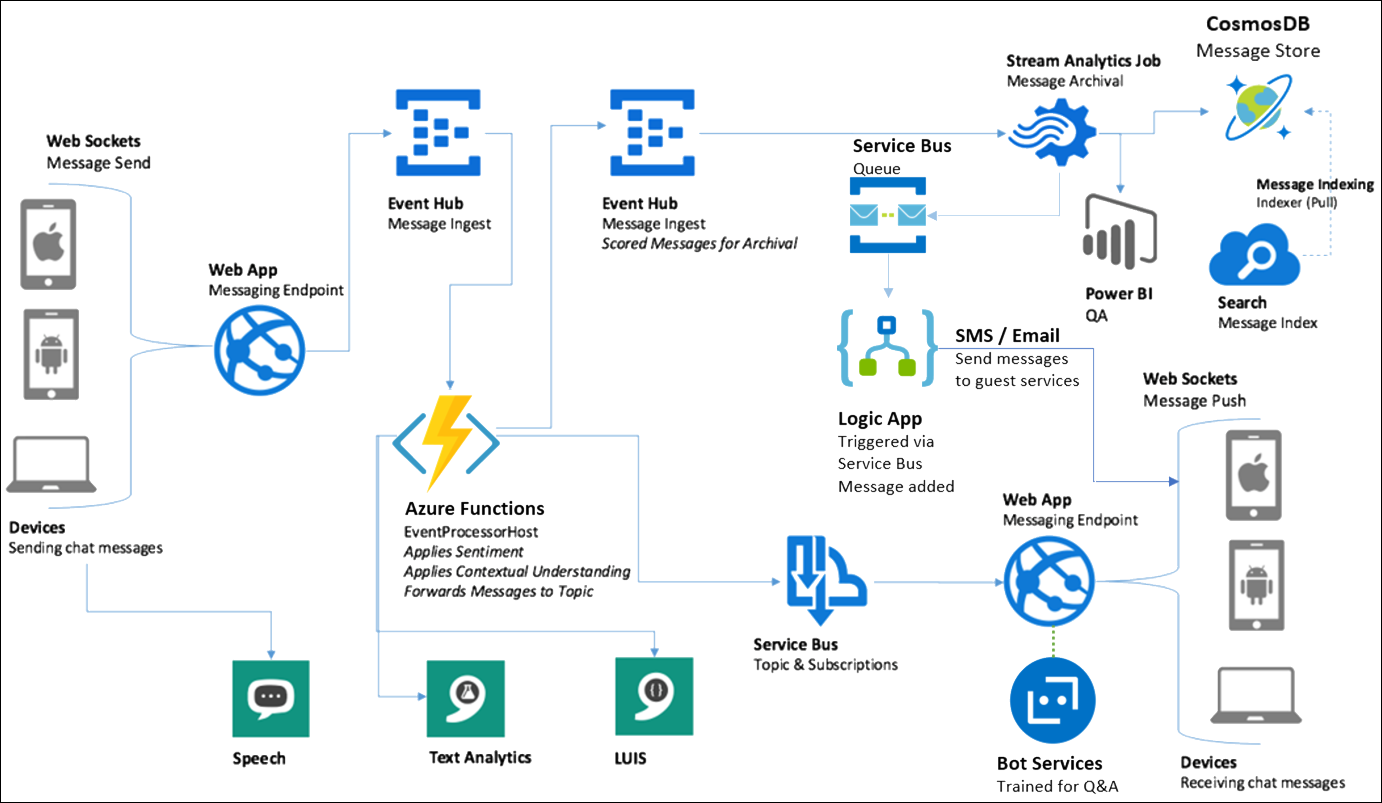 CosmosDB
Message Store
Stream Analytics Job
Message Archival
Web Sockets
Message Send
Service Bus
Queue
Event Hub
Message Ingest
Event Hub
Message Ingest
Scored Messages for Archival
Message Indexing
Indexer (Pull)
Web App
Messaging Endpoint
Power BI
QA
Search
Message Index
SMS / Email
Send messages
to guest services
Web Sockets
Message Push
Logic App
Triggered via
Service Bus
Message added
Azure Functions
EventProcessorHost
Applies Sentiment
Applies Contextual Understanding
Forwards Messages to Topic
Web App
Messaging Endpoint
Devices
Sending chat messages
Service Bus
Topic & Subscriptions
Speech
Text Analytics
LUIS
Bot Services
Trained for Q&A
Devices
Receiving chat messages